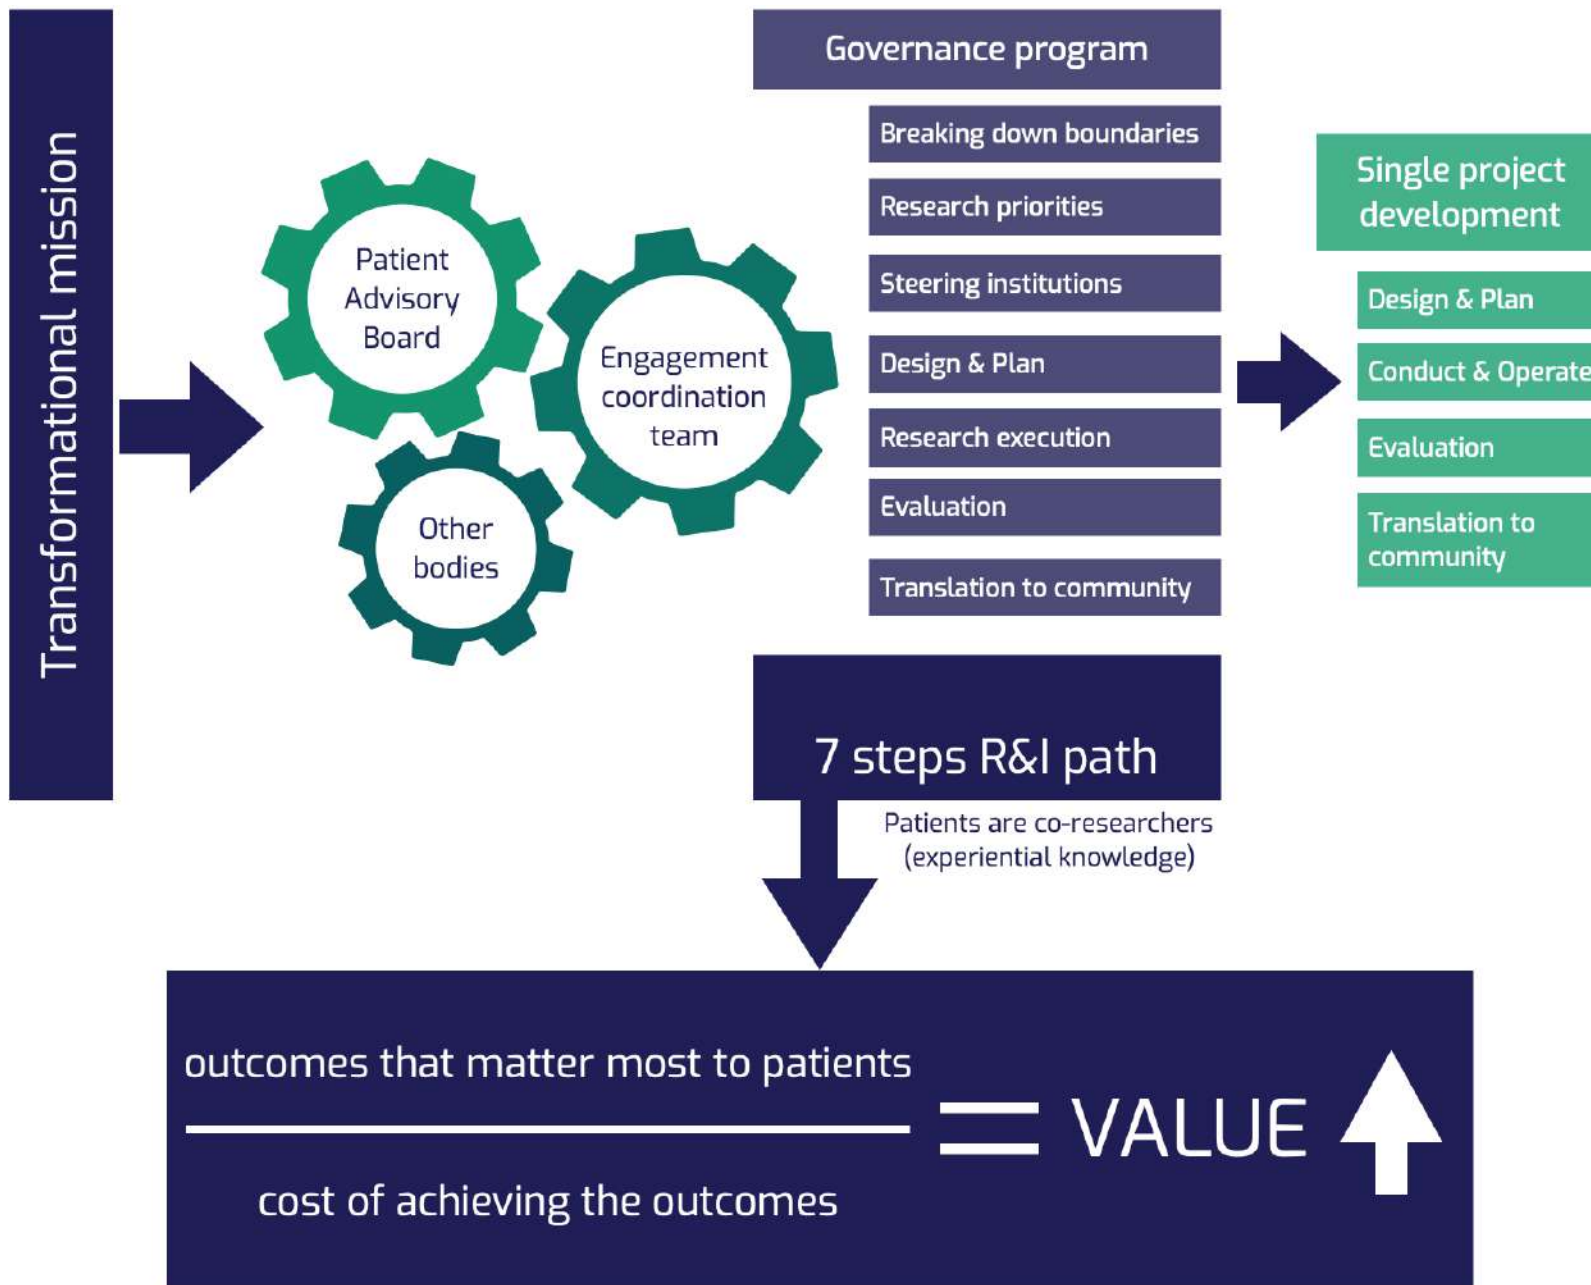 Transformational mission
Patient
Advisory
Board
Engagement
coordination
team
Other
bodies
Governance program
Breaking down boundaries
Research priorities
Steering institutions
Design & Plan
Research execution
Evaluation
Translation to community
Single project
development
Design & Plan
Conduct & Operate
Evaluation
Translation to
community
7 steps R&I path
Patients are co-researchers
(experiential knowledge)
outcomes that matter most to patients
cost of achieving the outcomes
= VALUE